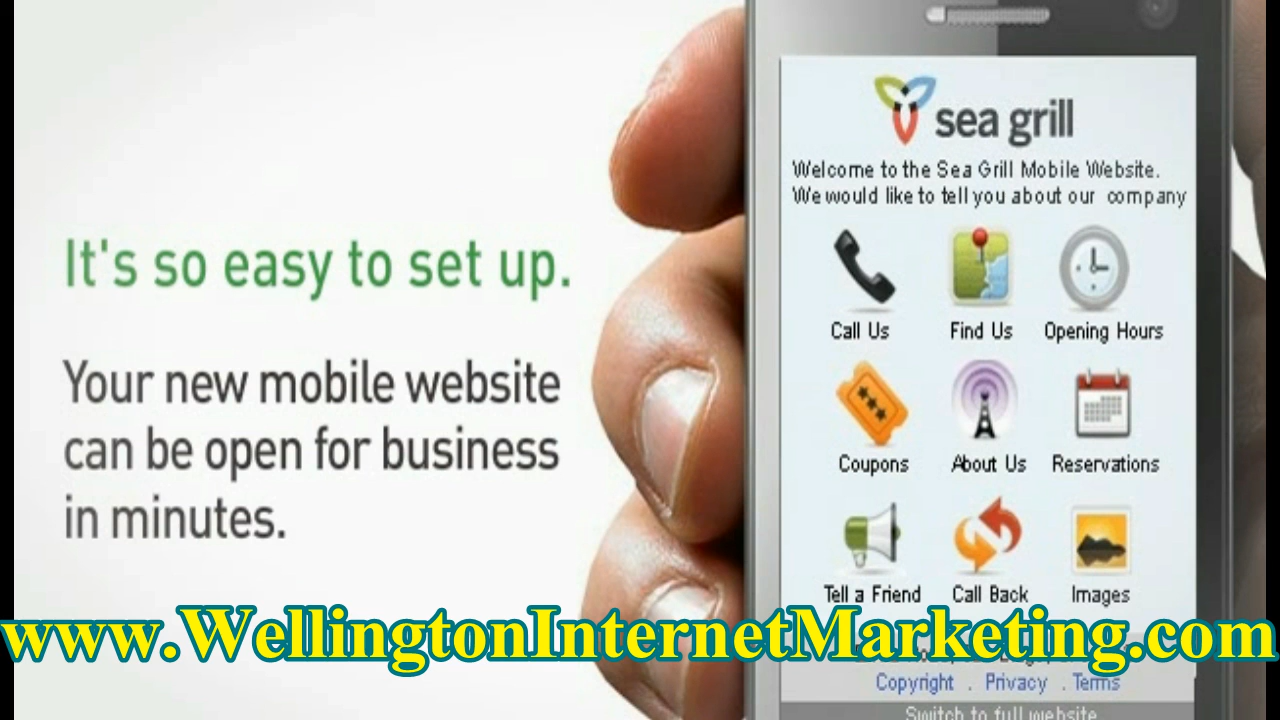 It's so easy to set up.
Your new mobile website
can be open for business
in minutes.
sea grill
Welcome to the Sea Grill Mobile Website.
We would like to tell you about our company
Call Us
Find Us
Opening Hours
Coupons
About Us
Reservations
Tell a Friend
Call Back
Images
www.WellingtonInternetMarketing.com
Copyright . Privacy . Terms
Switch to full website